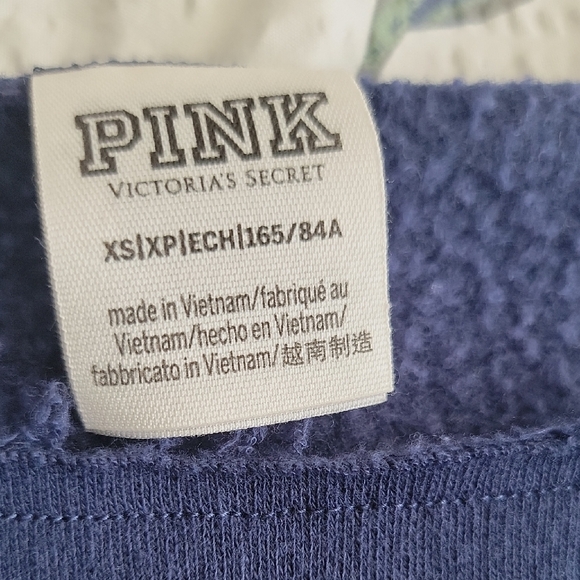 PINK
VICTORIA'S SECRET
XS|XP|ECH|165/84A
made in Vietnam/fabriqué au
Vietnam/hecho en Vietnam/
fabbricato in Vietnam/越南制造